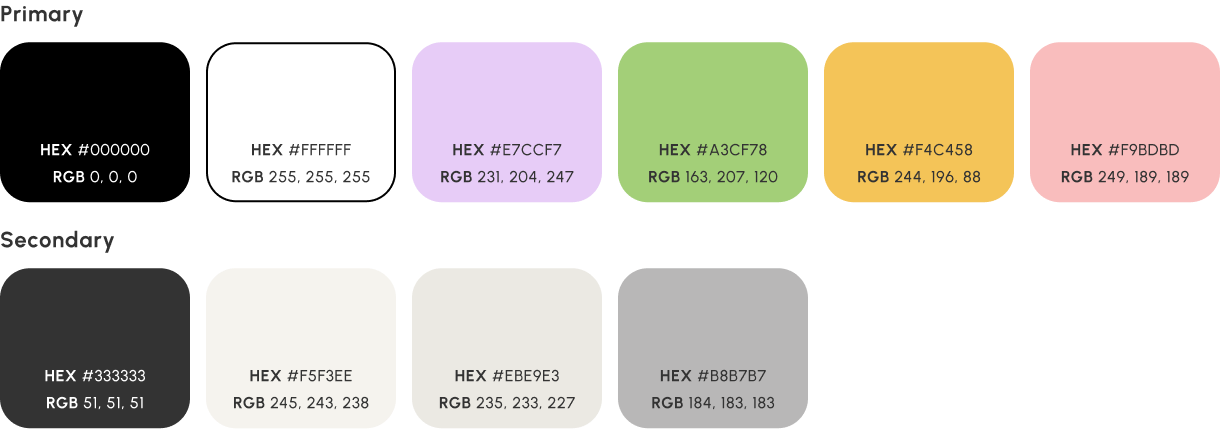 Primary
HEX #000000
RGB 0, 0, 0
HEX #FFFFFF
RGB 255, 255, 255
HEX #E7CCF7
RGB 231, 204, 247
HEX #A3CF78
RGB 163, 207, 120
HEX #F4C458
RGB 244, 196, 88
HEX #F9BDBD
RGB 249, 189, 189
Secondary
HEX #333333
RGB 51, 51, 51
HEX #F5F3EE
RGB 245, 243, 238
HEX #EBE9E3
RGB 235, 233, 227
HEX #B8B7B7
RGB 184, 183, 183